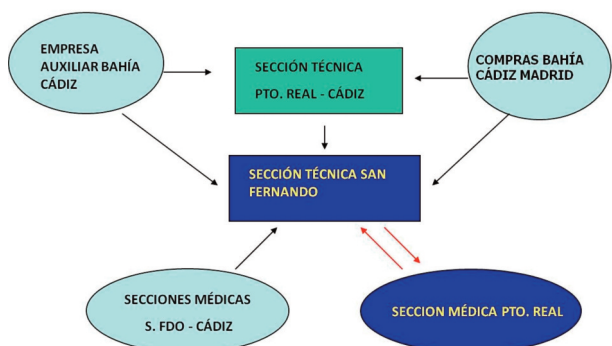 EMPRESA
AUXILIAR BAHÍA
CÁDIZ
SECCIÓN TÉCNICA
PTO. REAL - CÁDIZ
COMPRAS BAHÍA
CÁDIZ MADRID
SECCIÓN TÉCNICA SAN
FERNANDO
SECCIONES MÉDICAS
S. FDO - CÁDIZ
SECCION MÉDICA PTO. REAL